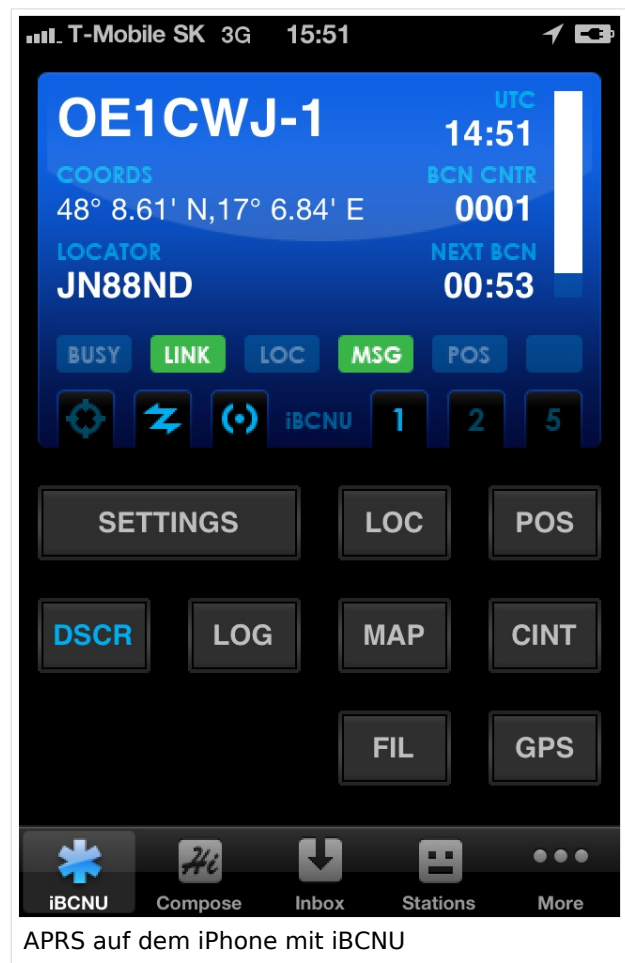 T-Mobile SK 3G 15:51
OE1CWJ-1
UTC
14:51
COORDS
BCN CNTR
48° 8.61' N,17° 6.84' E
0001
LOCATOR
NEXT BCN
JN88ND
00:53
BUSY LINK LOC MSG POS
iBCNU 1 2 5
SETTINGS LOC POS
DSCR LOG MAP CINT
FIL GPS
Hi
iBCNU Compose Inbox Stations More
APRS auf dem iPhone mit iBCNU